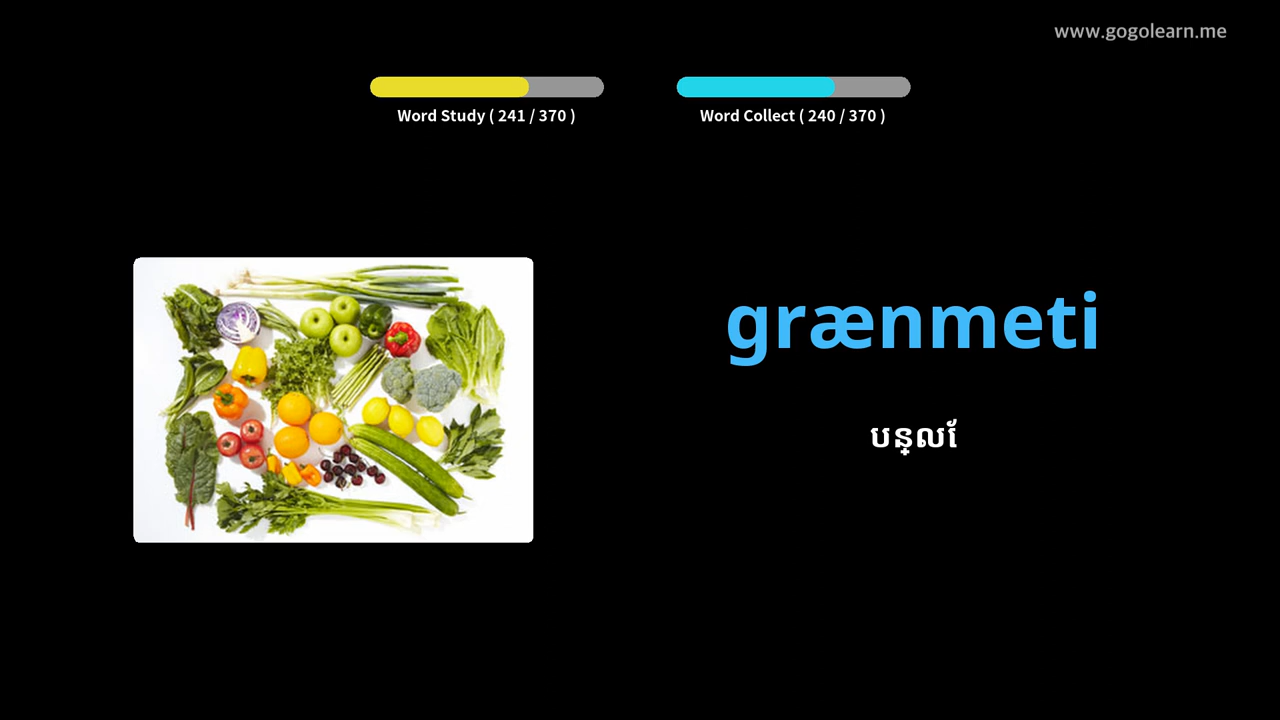 www.gogolearn.me
Word Study ( 241 / 370 )
Word Collect ( 240 / 370 )
grænmeti
បន្លែ